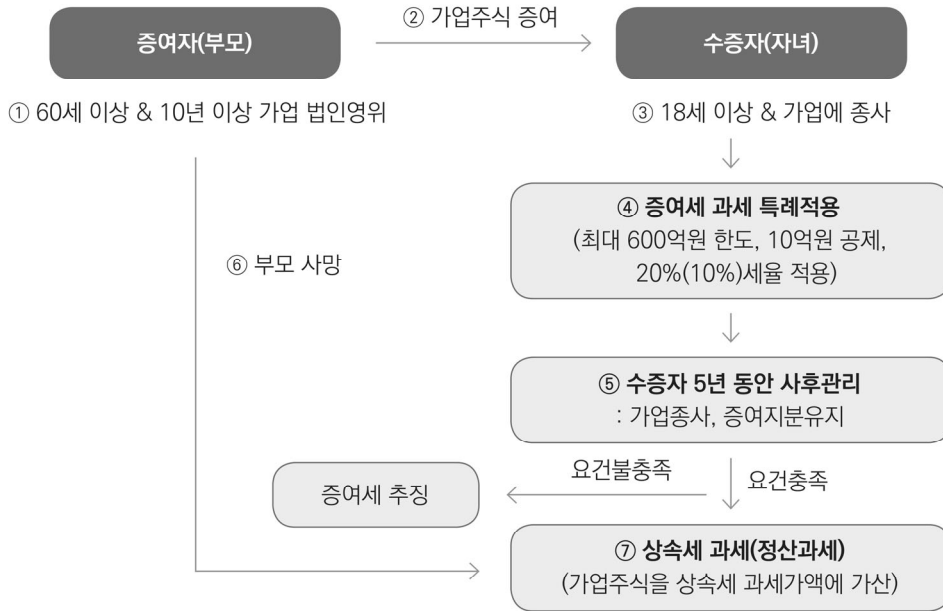 ② 가업주식 증여
증여자(부모)
수증자(자녀)
① 60세 이상 & 10년 이상 가업 법인영위
③ 18세 이상 & 가업에 종사
④ 증여세 과세 특례적용
(최대 600억원 한도, 10억원 공제,
20%(10%)세율 적용)
⑥ 부모 사망
⑤ 수증자 5년 동안 사후관리
: 가업종사, 증여지분유지
요건불충족
요건충족
증여세 추징
⑦ 상속세 과세(정산과세)
(가업주식을 상속세 과세가액에 가산)